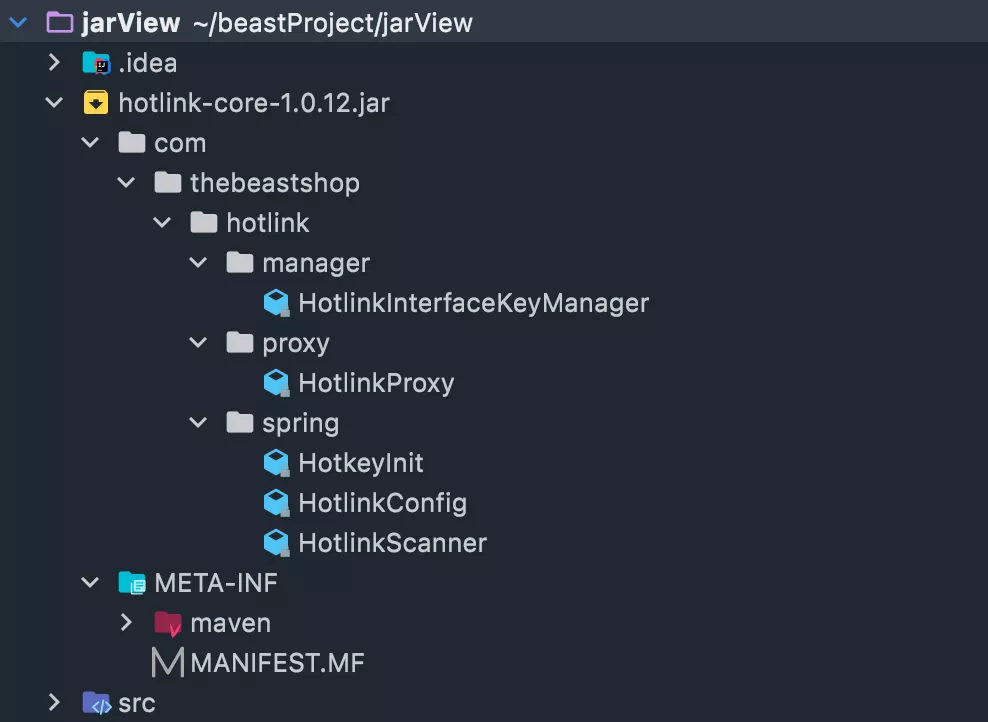 jarView ~/beastProject/jarView
.idea
hotlink-core-1.0.12.jar
com
thebeastshop
hotlink
manager
HotlinkInterfaceKeyManager
proxy
HotlinkProxy
spring
HotkeyInit
HotlinkConfig
HotlinkScanner
META-INF
maven
MANIFEST.MF
src